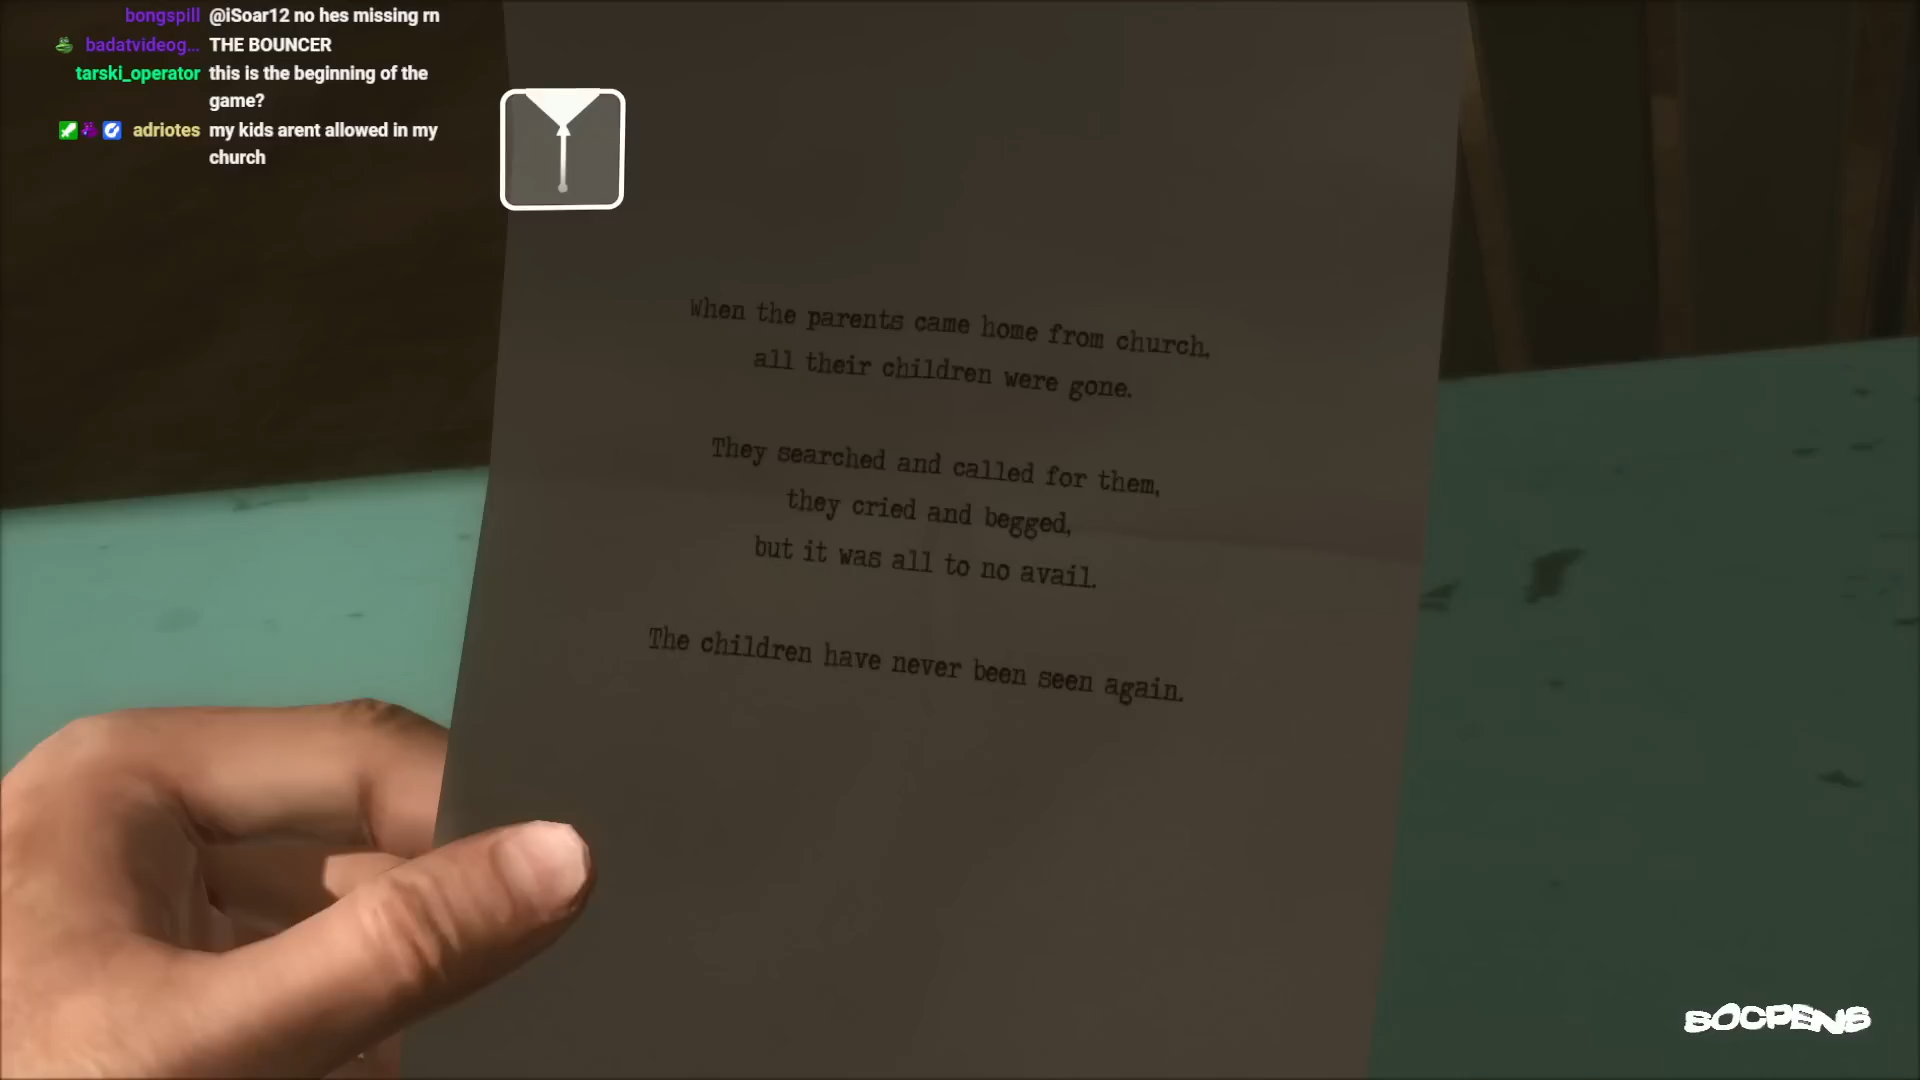 bongspill @iSoar12 no hes missing rn
badatvideog... THE BOUNCER
tarski_operator this is the beginning of the
game?
adriotes my kids arent allowed in my
church
When the parents came home from church,
all their children were gone.
They searched and called for them,
they cried and begged,
but it was all to no avail.
The children have never been seen again.
SOCPENS